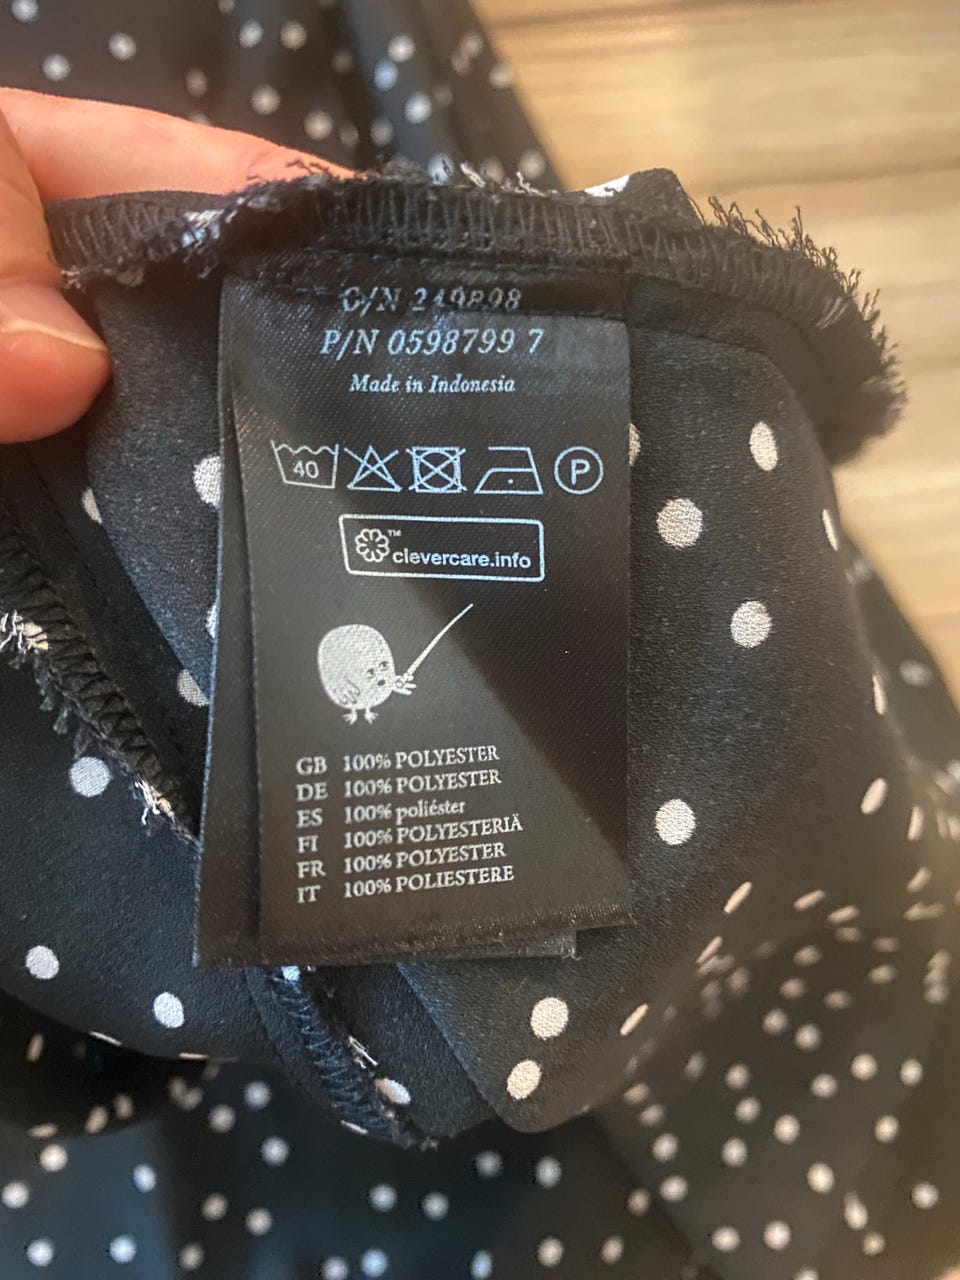 O/N 249898
P/N 0598799 7
Made in Indonesia
40 P
™
clevercare.info
GB 100% POLYESTER
DE 100% POLYESTER
ES 100% poliéster
FI 100% POLYESTERIÄ
FR 100% POLYESTER
IT 100% POLIESTERE